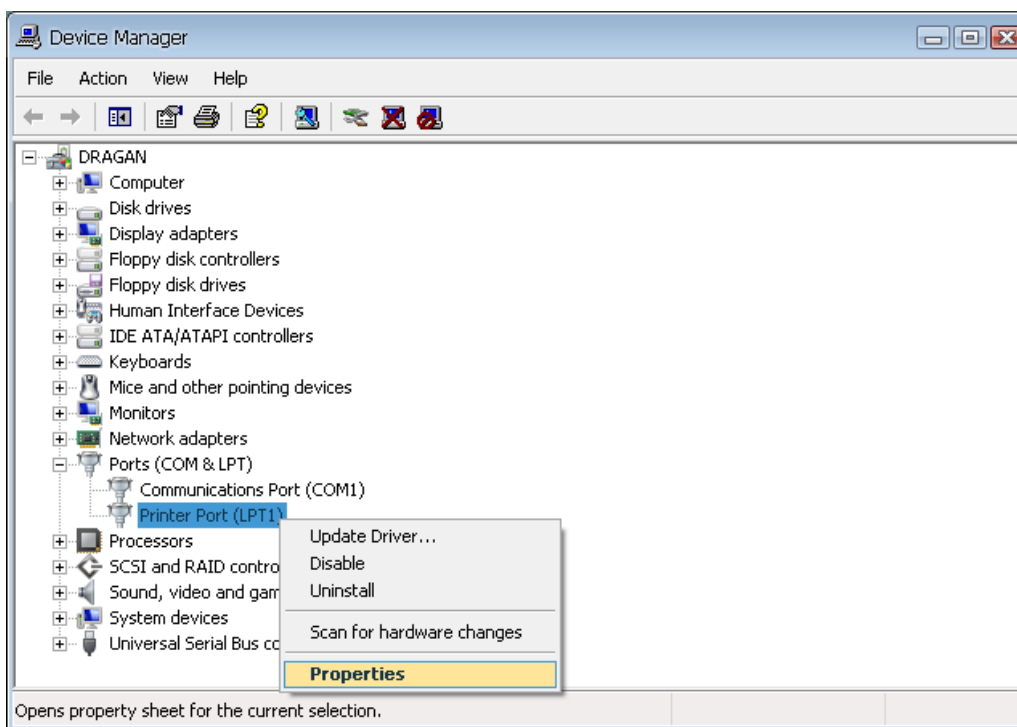 Device Manager
File Action View Help
DRAGAN
Computer
Disk drives
Display adapters
Floppy disk controllers
Floppy disk drives
Human Interface Devices
IDE ATA/ATAPI controllers
Keyboards
Mice and other pointing devices
Monitors
Network adapters
Ports (COM & LPT)
Communications Port (COM1)
Printer Port (LPT1)
Processors
SCSI and RAID contro
Sound, video and gam
System devices
Universal Serial Bus co
Update Driver...
Disable
Uninstall
Scan for hardware changes
Properties
Opens property sheet for the current selection.